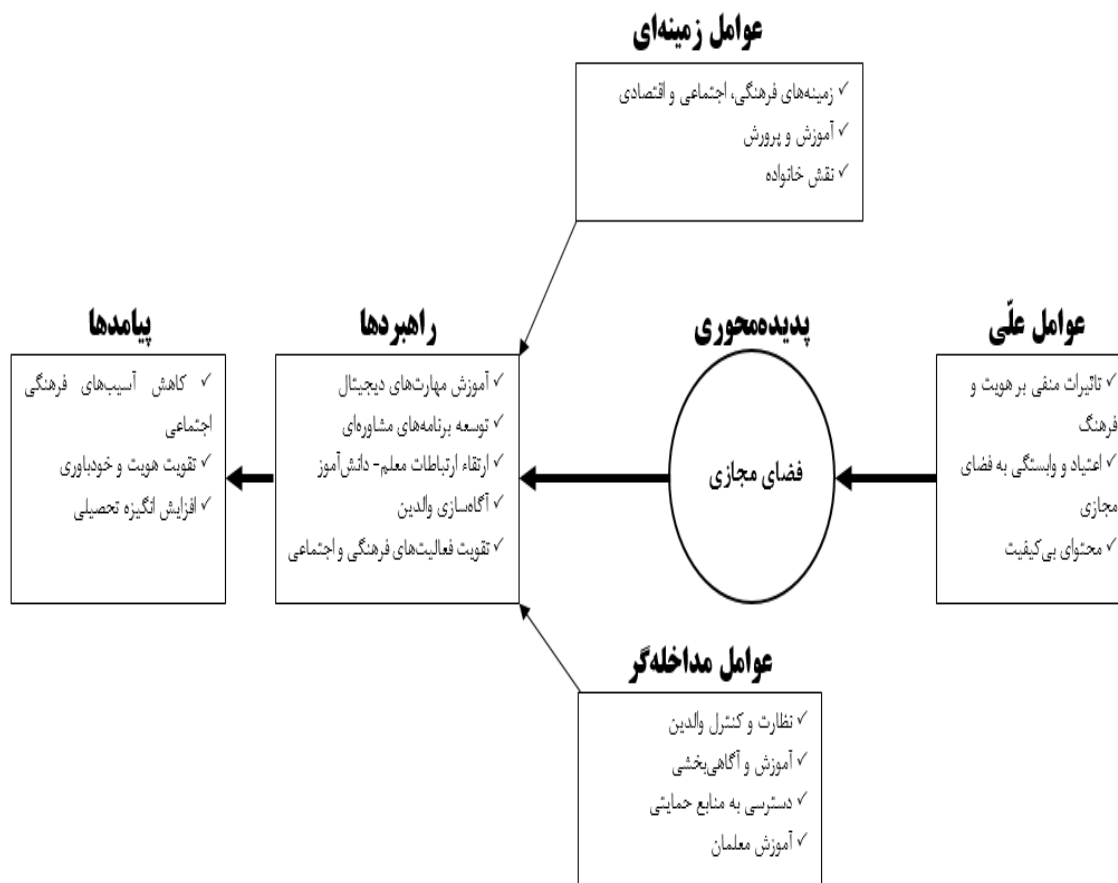 عوامل زمینه‌ای
✓ زمینه‌های فرهنگی، اجتماعی و اقتصادی
✓ آموزش و پرورش
✓ نقش خانواده
عوامل علّی
✓ تاثیرات منفی بر هویت و
فرهنگ
✓ اعتیاد و وابستگی به فضای
مجازی
✓ محتوای بی‌کیفیت
پدیده‌محوری
فضای مجازی
راهبردها
✓ آموزش مهارت‌های دیجیتال
✓ توسعه برنامه‌های مشاوره‌ای
✓ ارتقاء ارتباطات معلم- دانش‌آموز
✓ آگاه‌سازی والدین
✓ تقویت فعالیت‌های فرهنگی و اجتماعی
پیامدها
✓ کاهش آسیب‌های فرهنگی
اجتماعی
✓ تقویت هویت و خودباوری
✓ افزایش انگیزه تحصیلی
عوامل مداخله‌گر
✓ نظارت و کنترل والدین
✓ آموزش و آگاهی‌بخشی
✓ دسترسی به منابع حمایتی
✓ آموزش معلمان